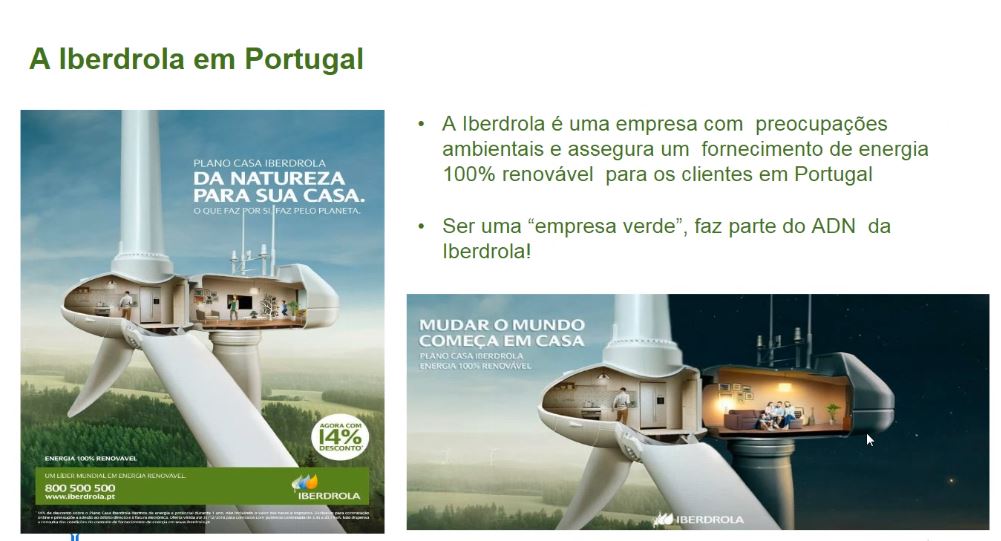 A Iberdrola em Portugal
PLANO CASA IBERDROLA
DA NATUREZA
PARA SUA CASA.
O QUE FAZ POR SI, FAZ PELO PLANETA.
AGORA COM
14%
DESCONTO*
ENERGIA 100% RENOVÁVEL
UM LÍDER MUNDIAL EM ENERGIA RENOVÁVEL.
800 500 500
www.iberdrola.pt
IBERDROLA
• A Iberdrola é uma empresa com preocupações
ambientais e assegura um fornecimento de energia
100% renovável para os clientes em Portugal
• Ser uma “empresa verde”, faz parte do ADN da
Iberdrola!
MUDAR O MUNDO
COMEÇA EM CASA
PLANO CASA IBERDROLA
ENERGIA 100% RENOVÁVEL
IBERDROLA